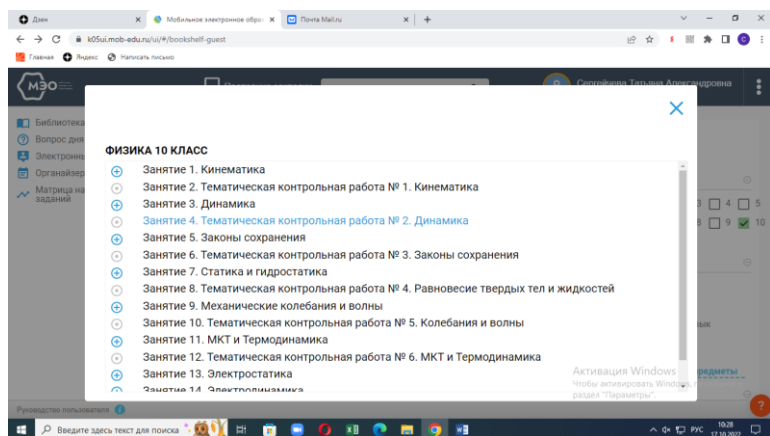 Дзен
Мобильное электронное образ
Почта Mail.ru
k05ui.mob-edu.ru/ui/#/bookshelf-guest
Главная Яндекс Написать письмо
МЭО
Сергейчева Татьяна Александровна
Библиотека
Вопрос дня
Электронны
Органайзер
Матрица на
заданий
ФИЗИКА 10 КЛАСС
Занятие 1. Кинематика
Занятие 2. Тематическая контрольная работа № 1. Кинематика
Занятие 3. Динамика
3 4 5
Занятие 4. Тематическая контрольная работа № 2. Динамика
8 9 10
Занятие 5. Законы сохранения
Занятие 6. Тематическая контрольная работа № 3. Законы сохранения
Занятие 7. Статика и гидростатика
Занятие 8. Тематическая контрольная работа № 4. Равновесие твердых тел и жидкостей
Занятие 9. Механические колебания и волны
Занятие 10. Тематическая контрольная работа № 5. Колебания и волны
зык
Занятие 11. МКТ и Термодинамика
Занятие 12. Тематическая контрольная работа № 6. МКТ и Термодинамика
Занятие 13. Электростатика
Занятие 14. Электродинамика
Активация Windows
предметы
Чтобы активировать Windows,
раздел "Параметры".
Руководство пользователя
Введите здесь текст для поиска
РУС
10:28
17.10.2022